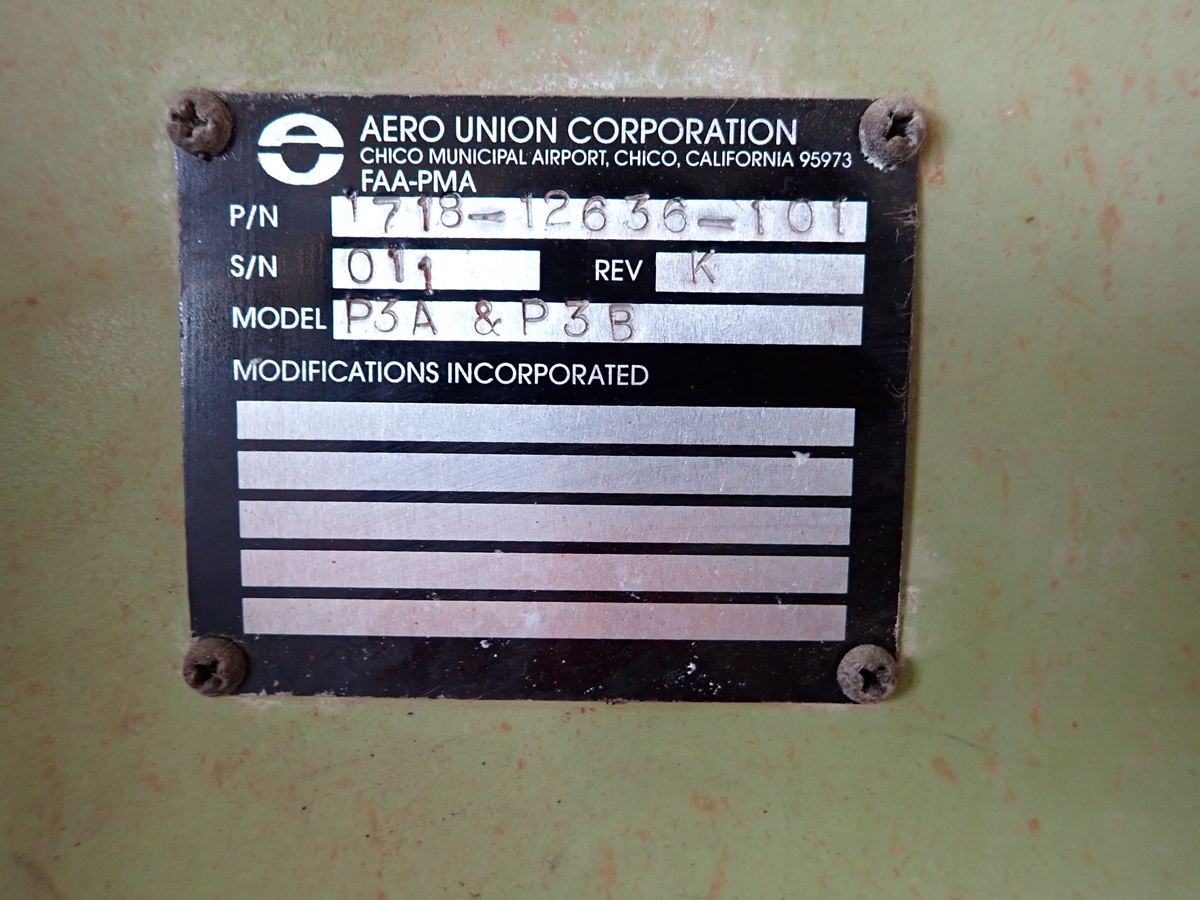 AERO UNION CORPORATION
CHICO MUNICIPAL AIRPORT, CHICO, CALIFORNIA 95973
FAA-PMA
P/N 1718-12636-101
S/N 011 REV K
MODEL P3A & P3B
MODIFICATIONS INCORPORATED